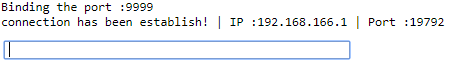 Binding the port :9999
connection has been establish! | IP :192.168.166.1 | Port :19792